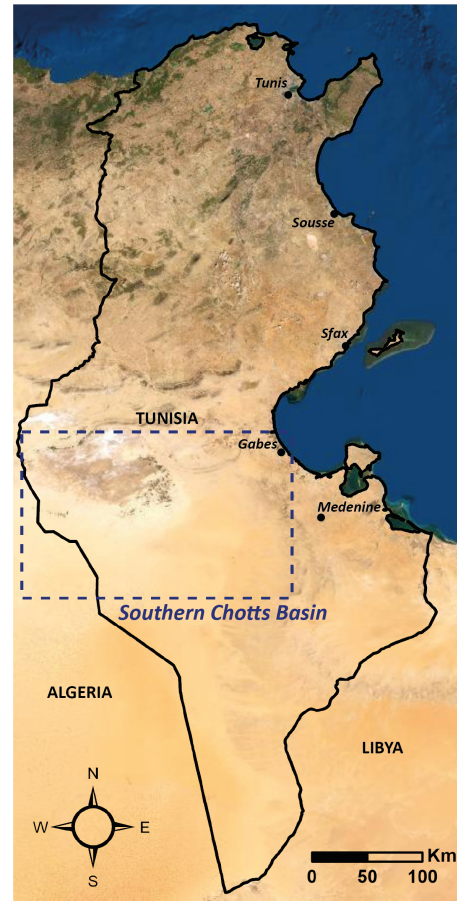 Tunis
Sousse
Sfax
TUNISIA
Gabes
Medenine
Southern Chotts Basin
ALGERIA
LIBYA
N
W E
S
Km
0 50 100